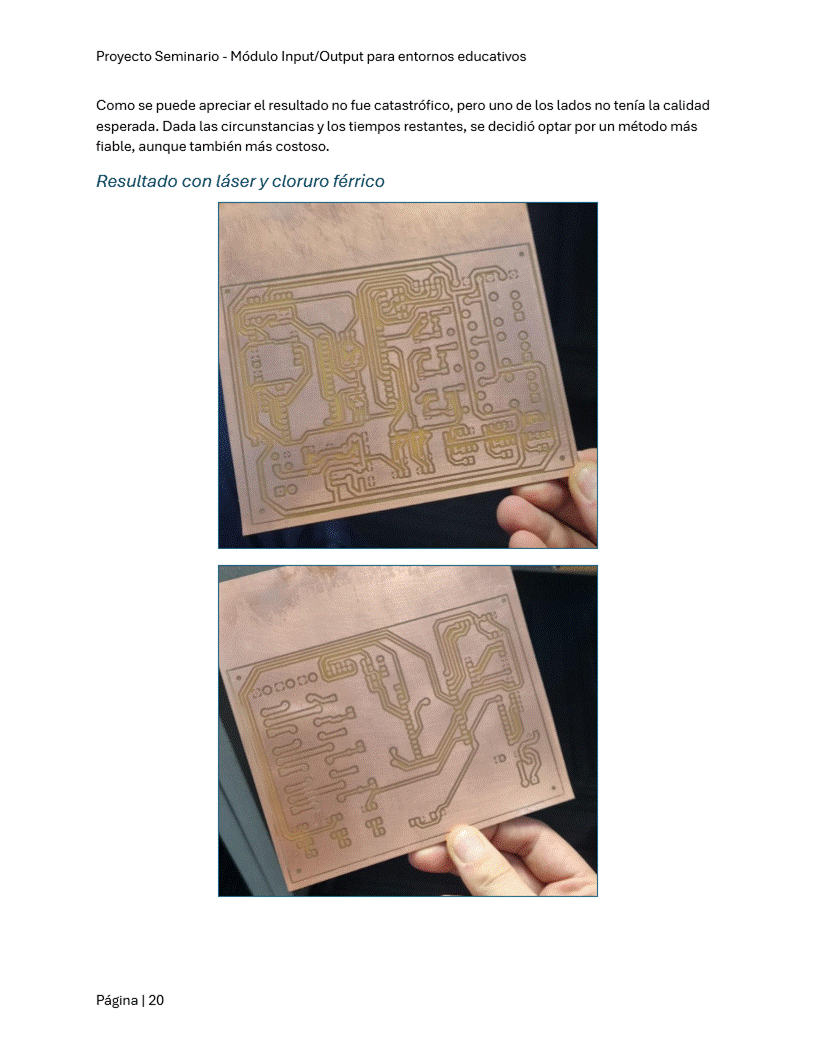 Proyecto Seminario - Módulo Input/Output para entornos educativos
Como se puede apreciar el resultado no fue catastrófico, pero uno de los lados no tenía la calidad
esperada. Dada las circunstancias y los tiempos restantes, se decidió optar por un método más
fiable, aunque también más costoso.
Resultado con láser y cloruro férrico
Página | 20